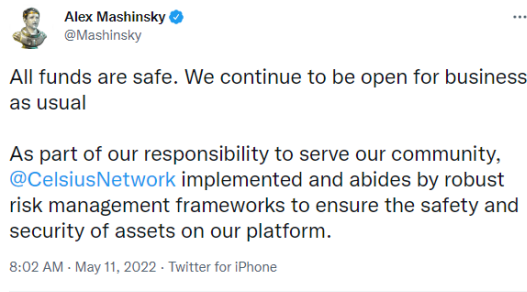 Alex Mashinsky
@Mashinsky
All funds are safe. We continue to be open for business
as usual
As part of our responsibility to serve our community,
@CelsiusNetwork implemented and abides by robust
risk management frameworks to ensure the safety and
security of assets on our platform.
8:02 AM · May 11, 2022 · Twitter for iPhone